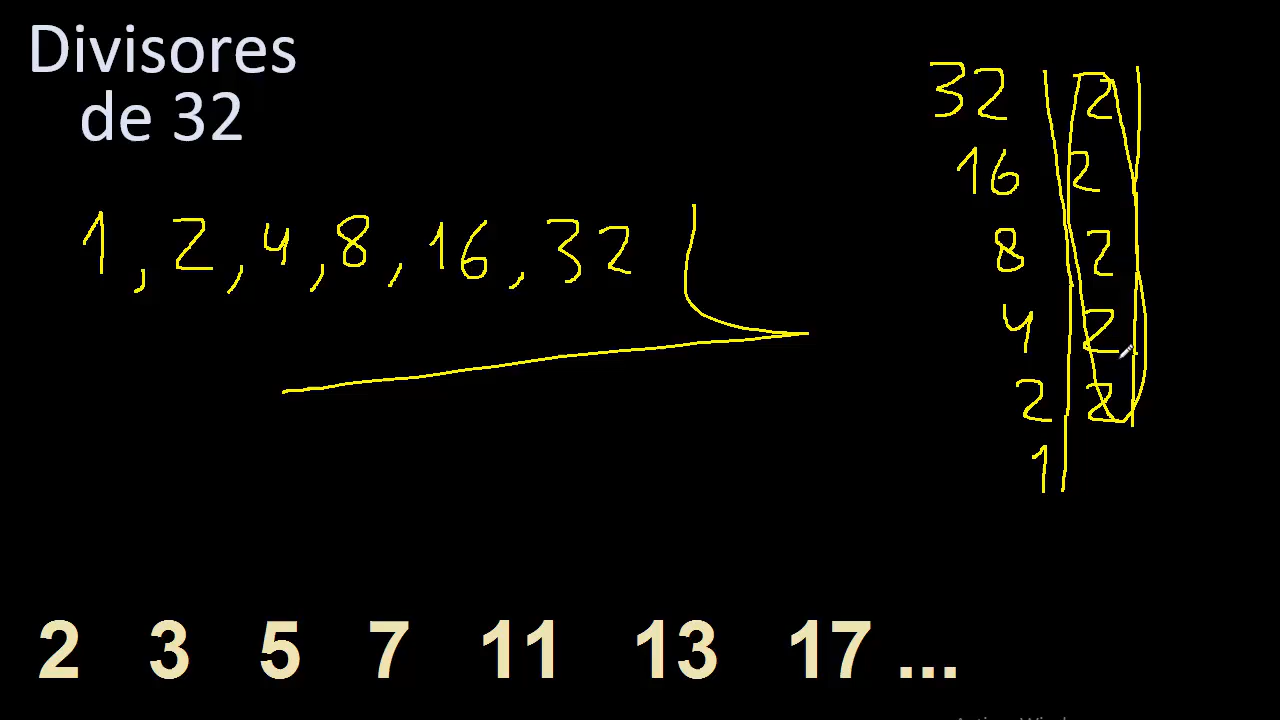 Divisores
de 32
1, 2, 4, 8, 16, 32
32 2
16 2
8 2
4 2
2 2
1
2 3 5 7 11 13 17 ...